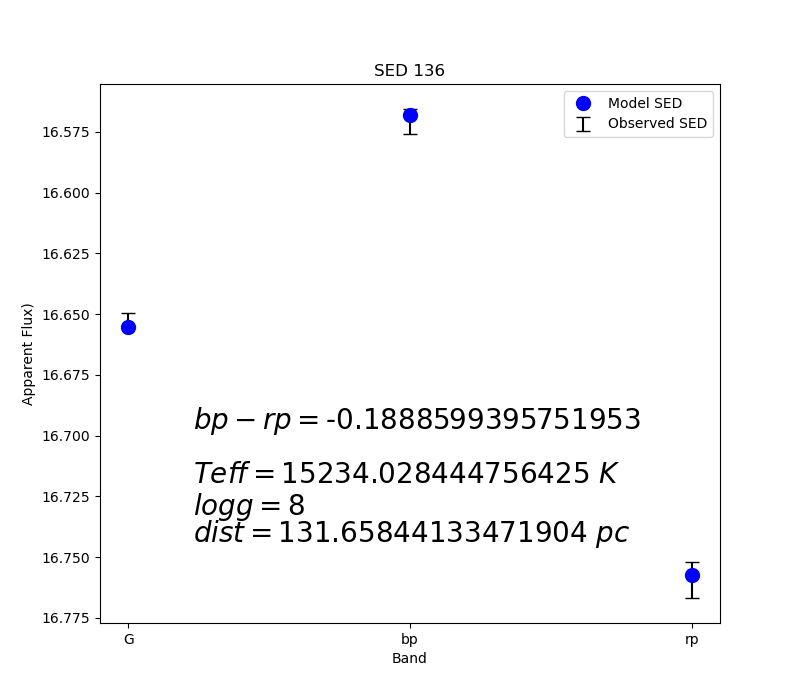 SED 136
Model SED
Observed SED
16.575
16.600
16.625
16.650
16.675
16.700
16.725
16.750
16.775
Apparent Flux)
bp − rp = -0.1888599395751953
Teff = 15234.028444756425 K
logg = 8
dist = 131.65844133471904 pc
G
bp
rp
Band